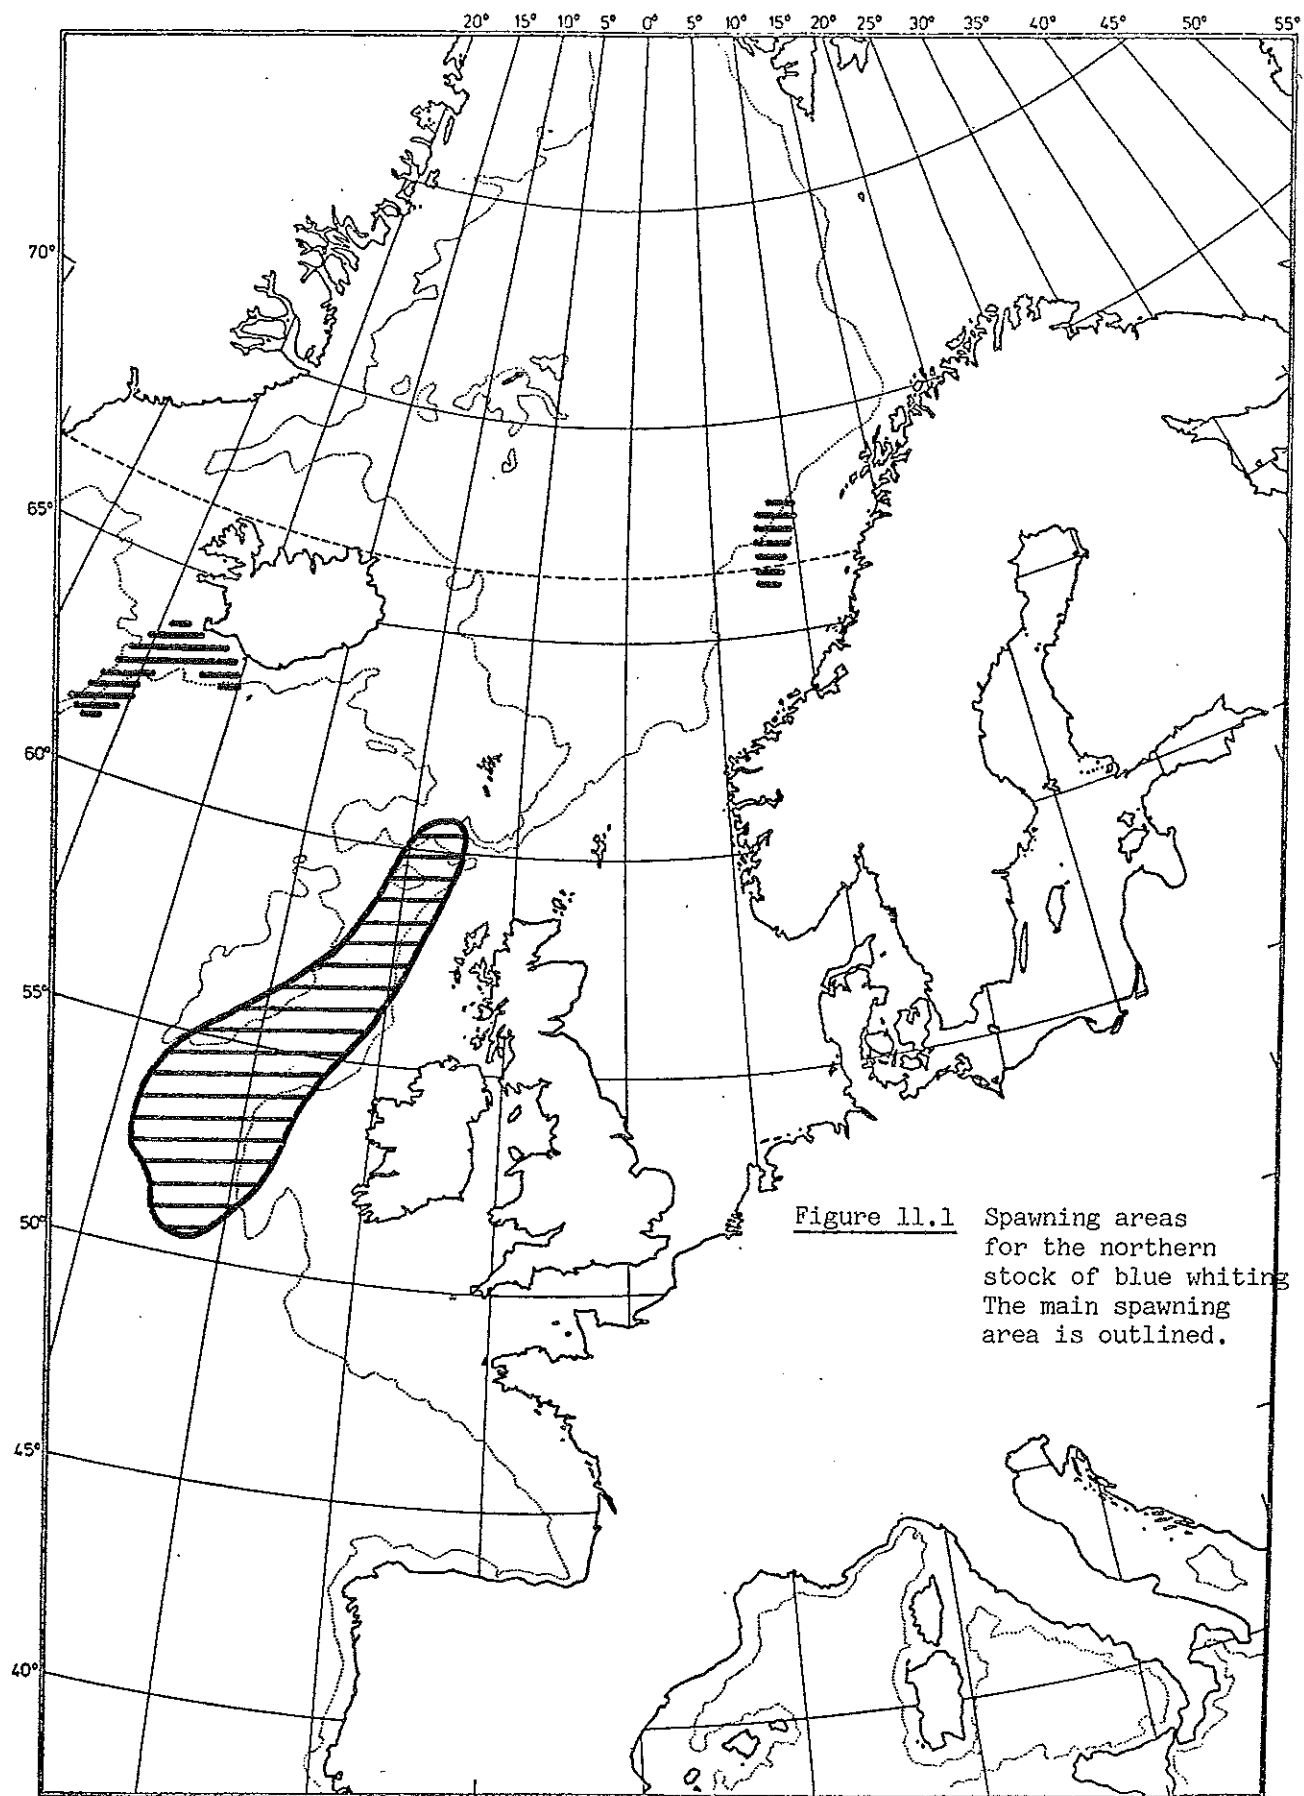 20° 15° 10° 5° 0° 5° 10° 15° 20° 25° 30° 35° 40° 45° 50° 55°
70°
65°
60°
55°
50°
45°
40°
Figure 11.1 Spawning areas
for the northern
stock of blue whiting
The main spawning
area is outlined.